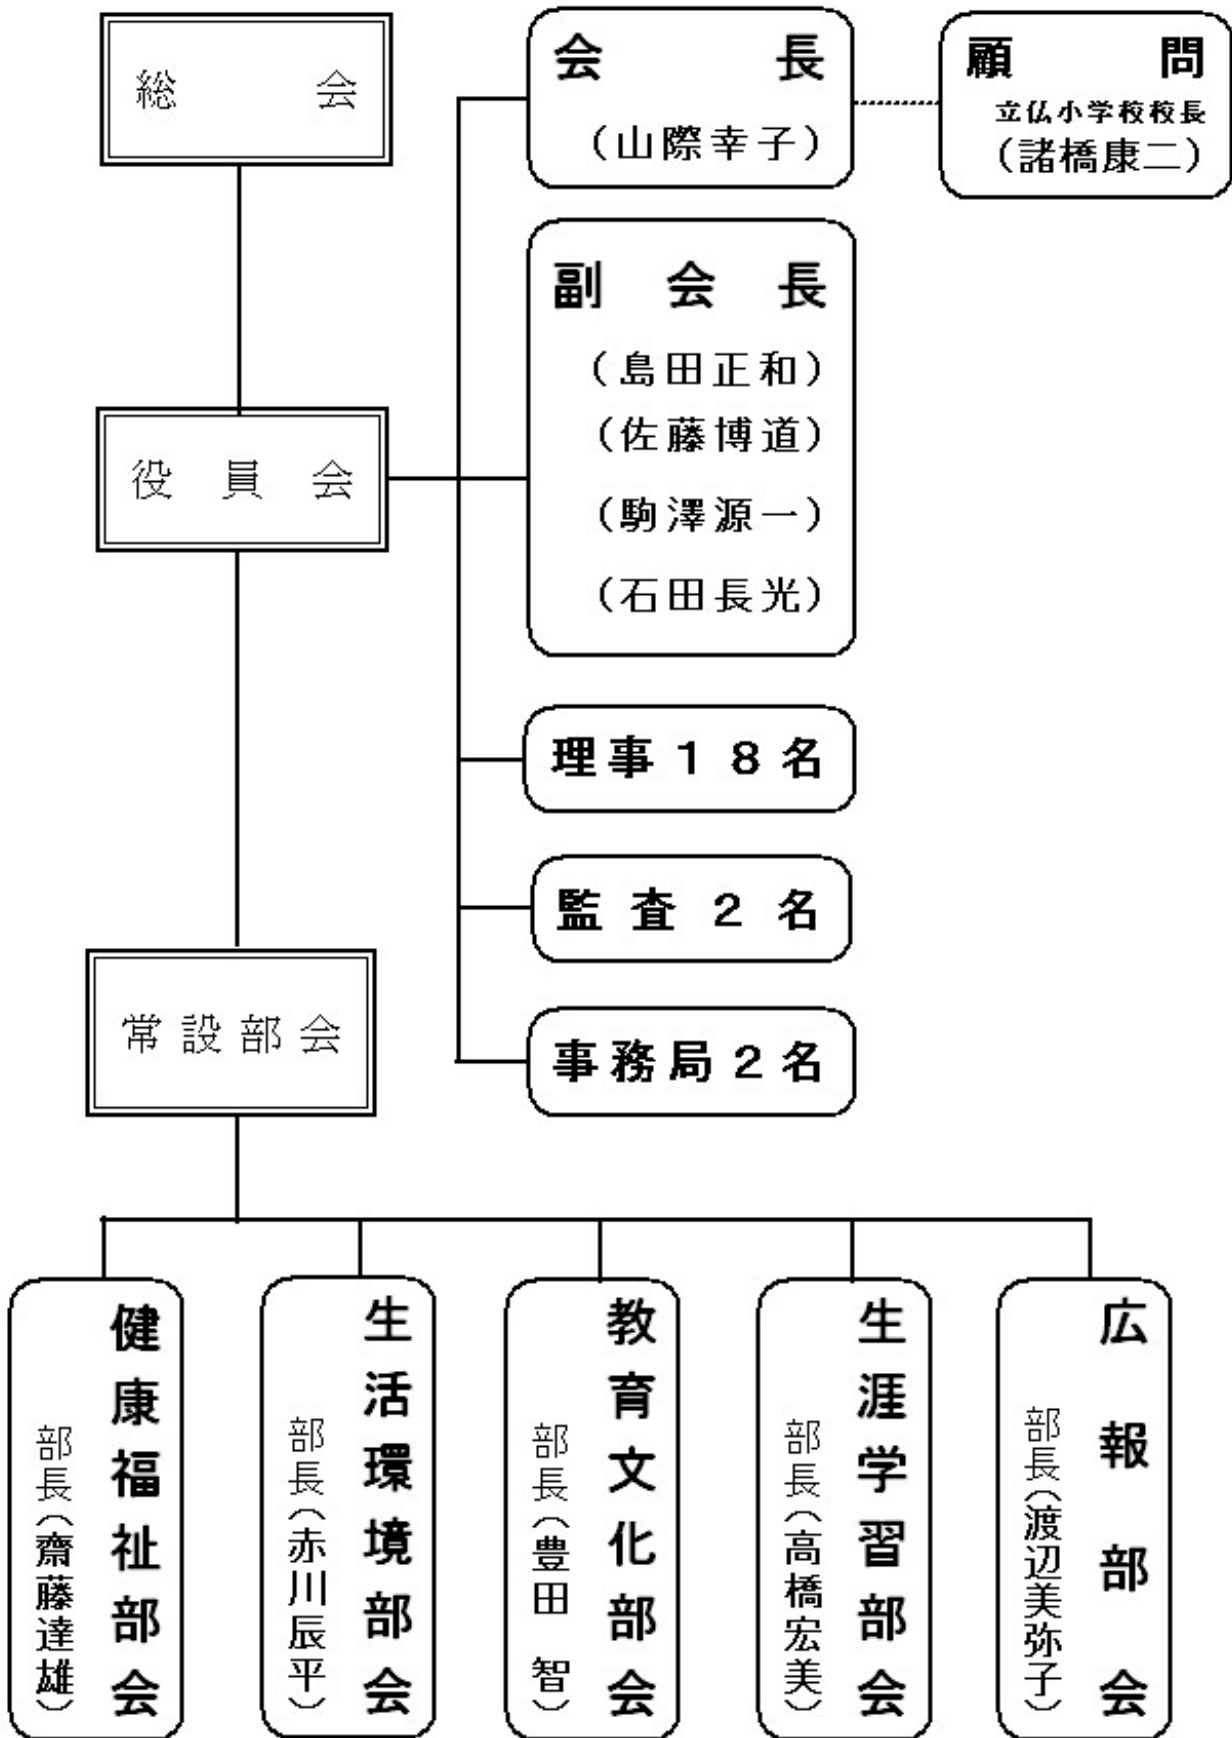 総会
会長
(山際幸子)
顧問
立仏小学校校長
(諸橋康二)
副会長
(島田正和)
(佐藤博道)
(駒澤源一)
(石田長光)
役員会
理事18名
監査2名
常設部会
事務局2名
健康福祉部会
部長(齋藤達雄)
生活環境部会
部長(赤川辰平)
教育文化部会
部長(豊田 智)
生涯学習部会
部長(高橋宏美)
広報部会
部長(渡辺美弥子)